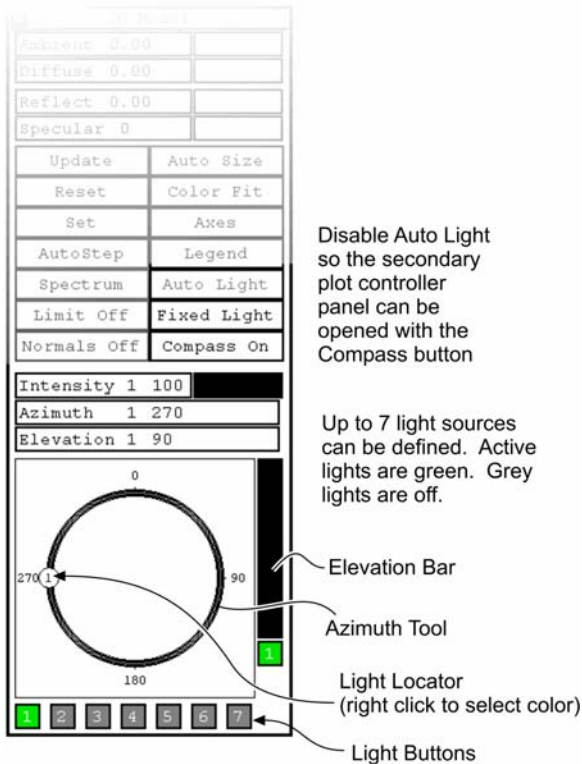 3D Model
Ambient 0.00
Diffuse 0.00
Reflect 0.00
Specular 0
Update Auto Size
Reset Color Fit
Set Axes
AutoStep Legend
Spectrum Auto Light
Limit Off Fixed Light
Normals Off Compass On
Disable Auto Light
so the secondary
plot controller
panel can be
opened with the
Compass button
Intensity 1 100
Azimuth 1 270
Elevation 1 90
Up to 7 light sources
can be defined. Active
lights are green. Grey
lights are off.
0
270 1 90
180
1
Elevation Bar
Azimuth Tool
Light Locator
(right click to select color)
1 2 3 4 5 6 7
Light Buttons